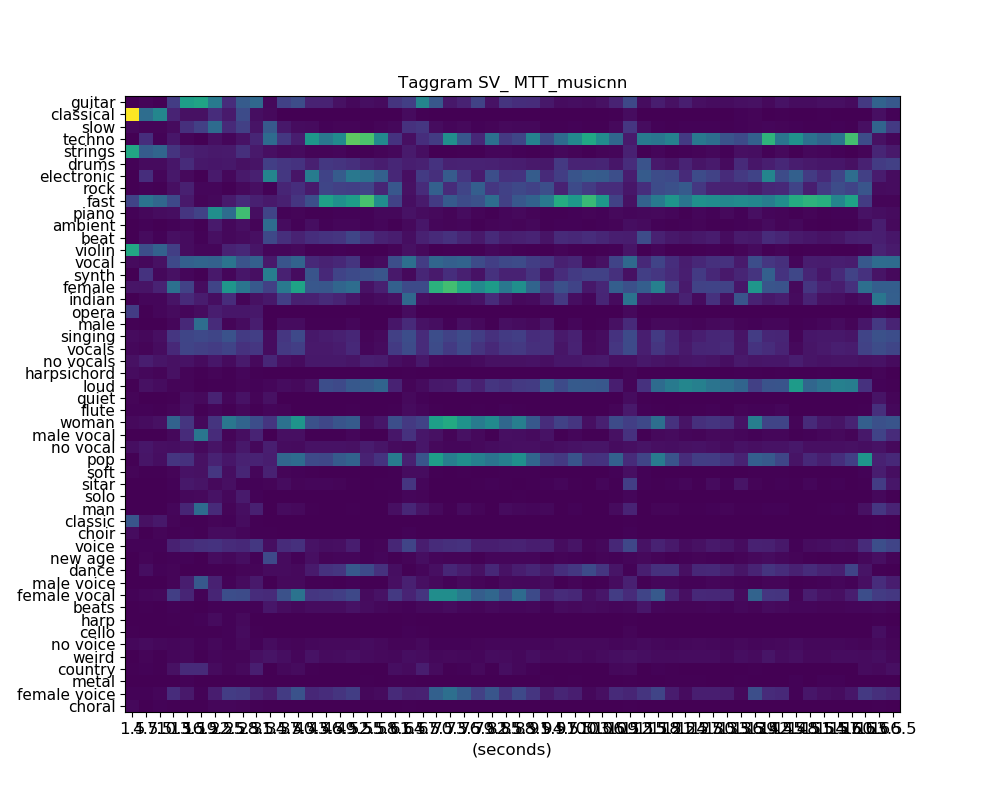 Taggram SV_ MTT_musicnn
guitar
classical
slow
techno
strings
drums
electronic
rock
fast
piano
ambient
beat
violin
vocal
synth
female
indian
opera
male
singing
vocals
no vocals
harpsichord
loud
quiet
flute
woman
male vocal
no vocal
pop
soft
sitar
solo
man
classic
choir
voice
new age
dance
male voice
female vocal
beats
harp
cello
no voice
weird
country
metal
female voice
choral
(seconds)